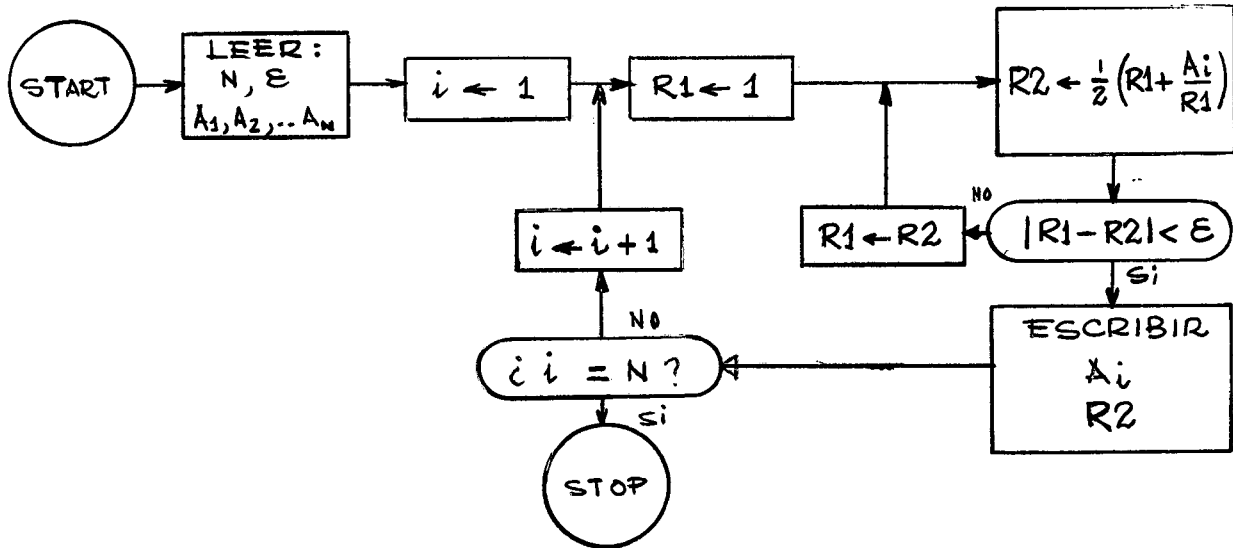 START
LEER:
N, ε
A1, A2, .. AN
i ← 1
R1 ← 1
R2 ← 1/2 (R1 + Ai/R1)
|R1 - R2| < ε
NO
R1 ← R2
Si
ESCRIBIR
Ai
R2
¿ i = N ?
NO
i ← i + 1
Si
STOP